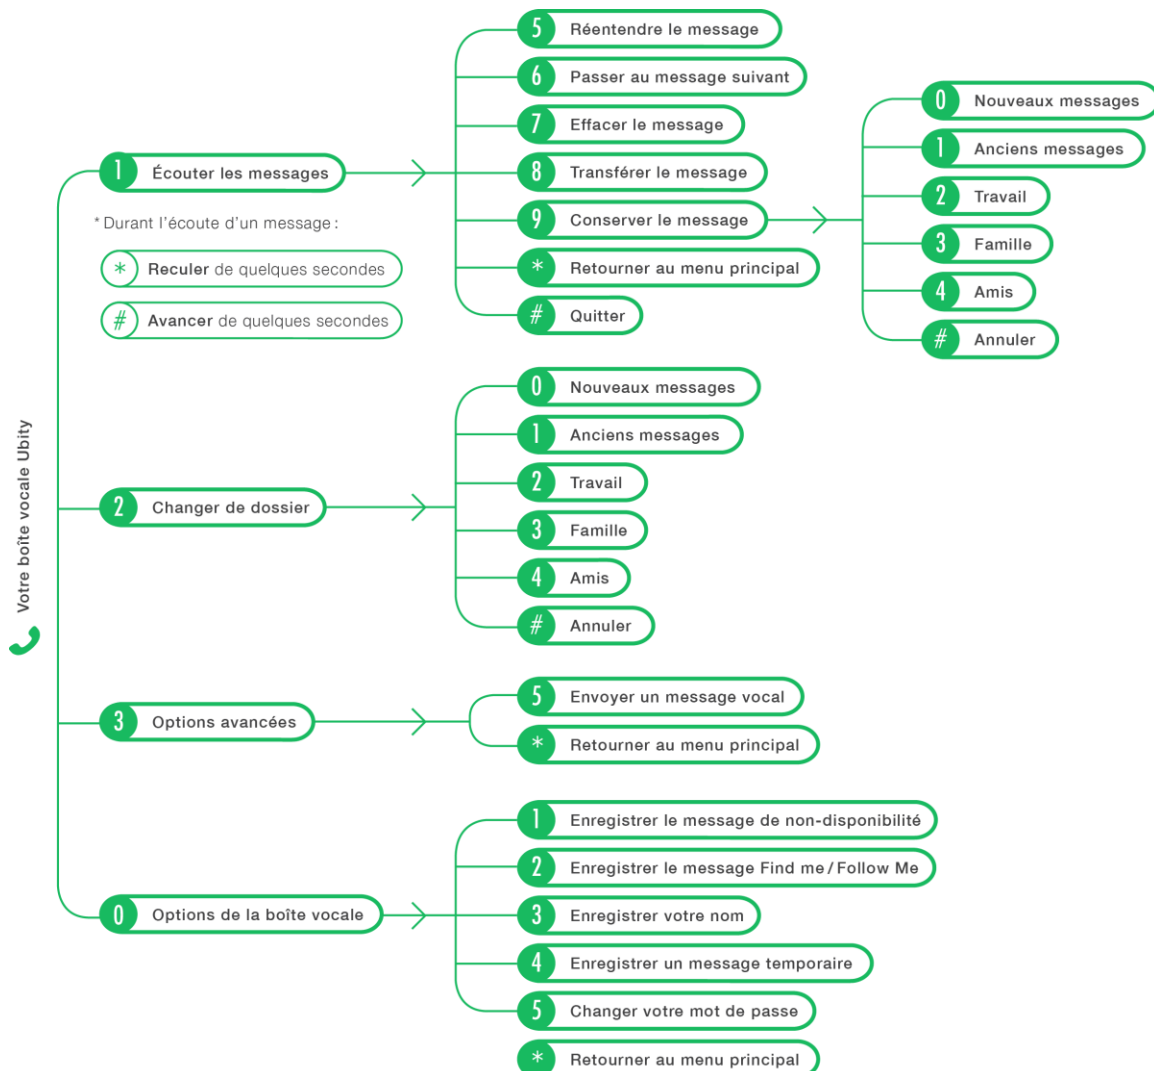 Votre boîte vocale Ubity
1 Écouter les messages
* Durant l'écoute d'un message :
* Reculer de quelques secondes
# Avancer de quelques secondes
5 Réentendre le message
6 Passer au message suivant
7 Effacer le message
8 Transférer le message
9 Conserver le message
* Retourner au menu principal
# Quitter
0 Nouveaux messages
1 Anciens messages
2 Travail
3 Famille
4 Amis
# Annuler
2 Changer de dossier
0 Nouveaux messages
1 Anciens messages
2 Travail
3 Famille
4 Amis
# Annuler
3 Options avancées
5 Envoyer un message vocal
* Retourner au menu principal
0 Options de la boîte vocale
1 Enregistrer le message de non-disponibilité
2 Enregistrer le message Find me / Follow Me
3 Enregistrer votre nom
4 Enregistrer un message temporaire
5 Changer votre mot de passe
* Retourner au menu principal